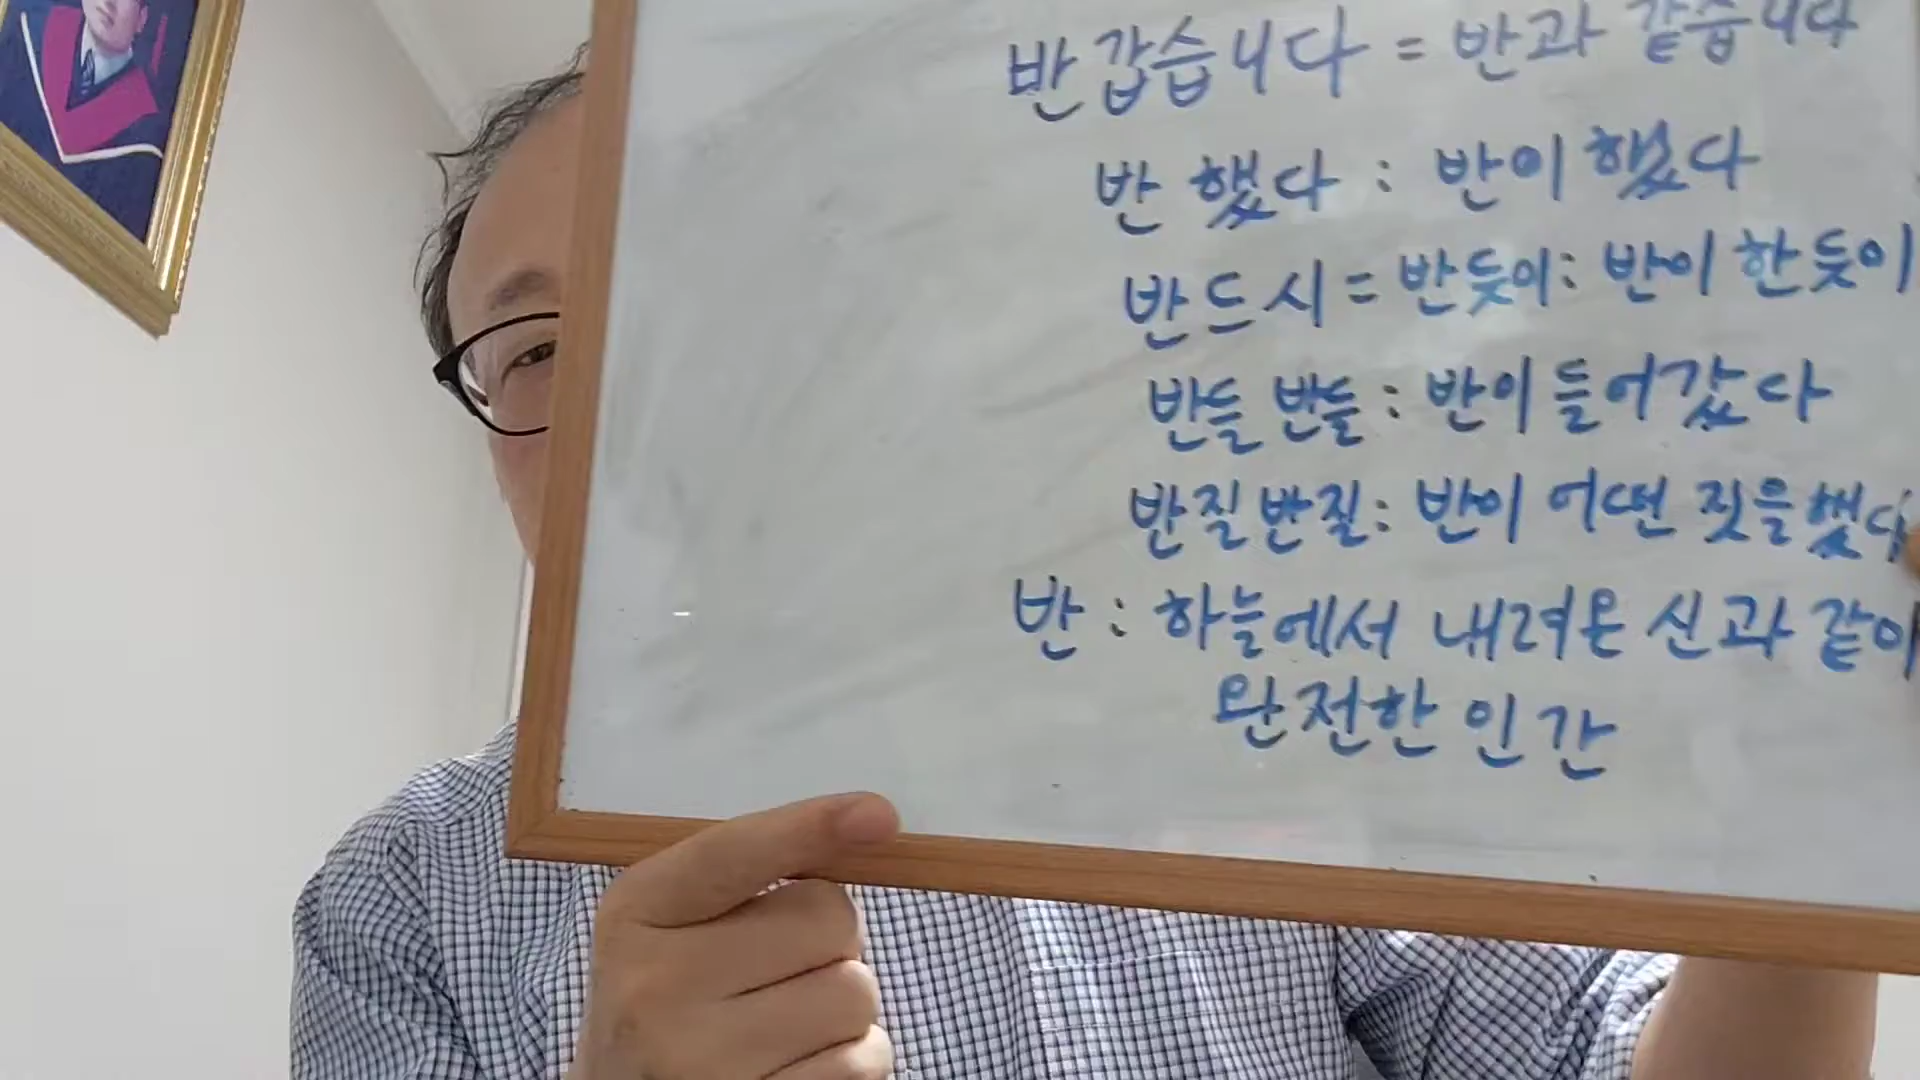 반갑습니다 = 반과 같습니다
반 했다 : 반이 했다
반드시 = 반듯이 : 반이 한듯이
반들 반들 : 반이 들어갔다
반질 반질 : 반이 어떤 짓을 했다
반 : 하늘에서 내려온 신과 같이
완전한 인간